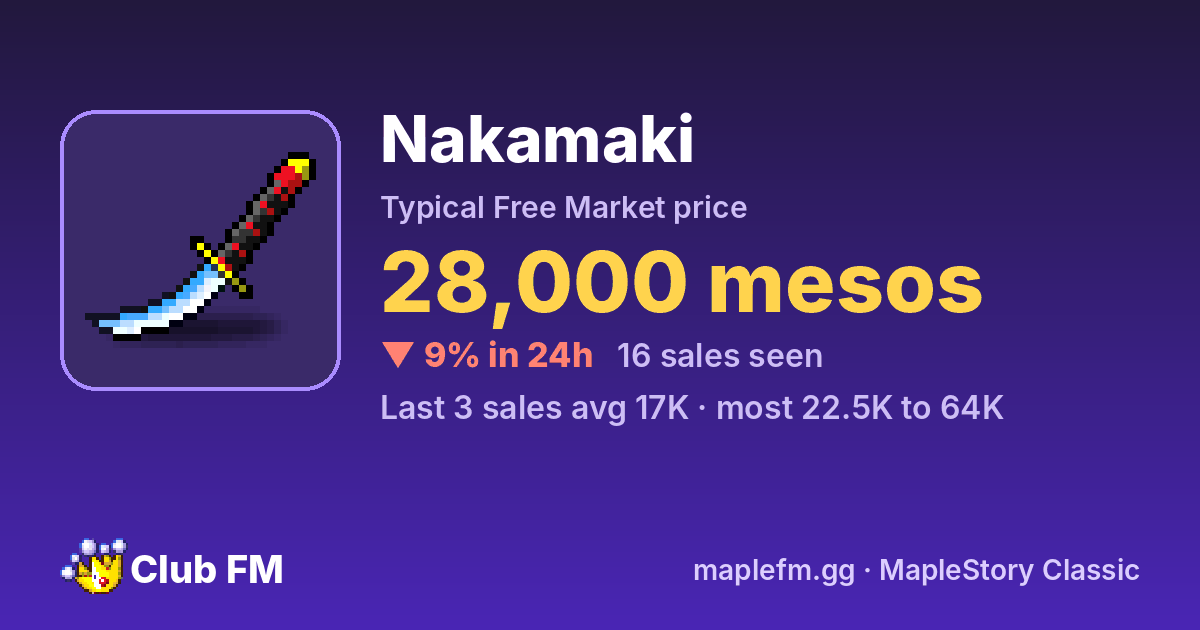 Nakamaki
Typical Free Market price
28,000 mesos
▼ 9% in 24h 16 sales seen
Last 3 sales avg 17K · most 22.5K to 64K
Club FM
maplefm.gg · MapleStory Classic